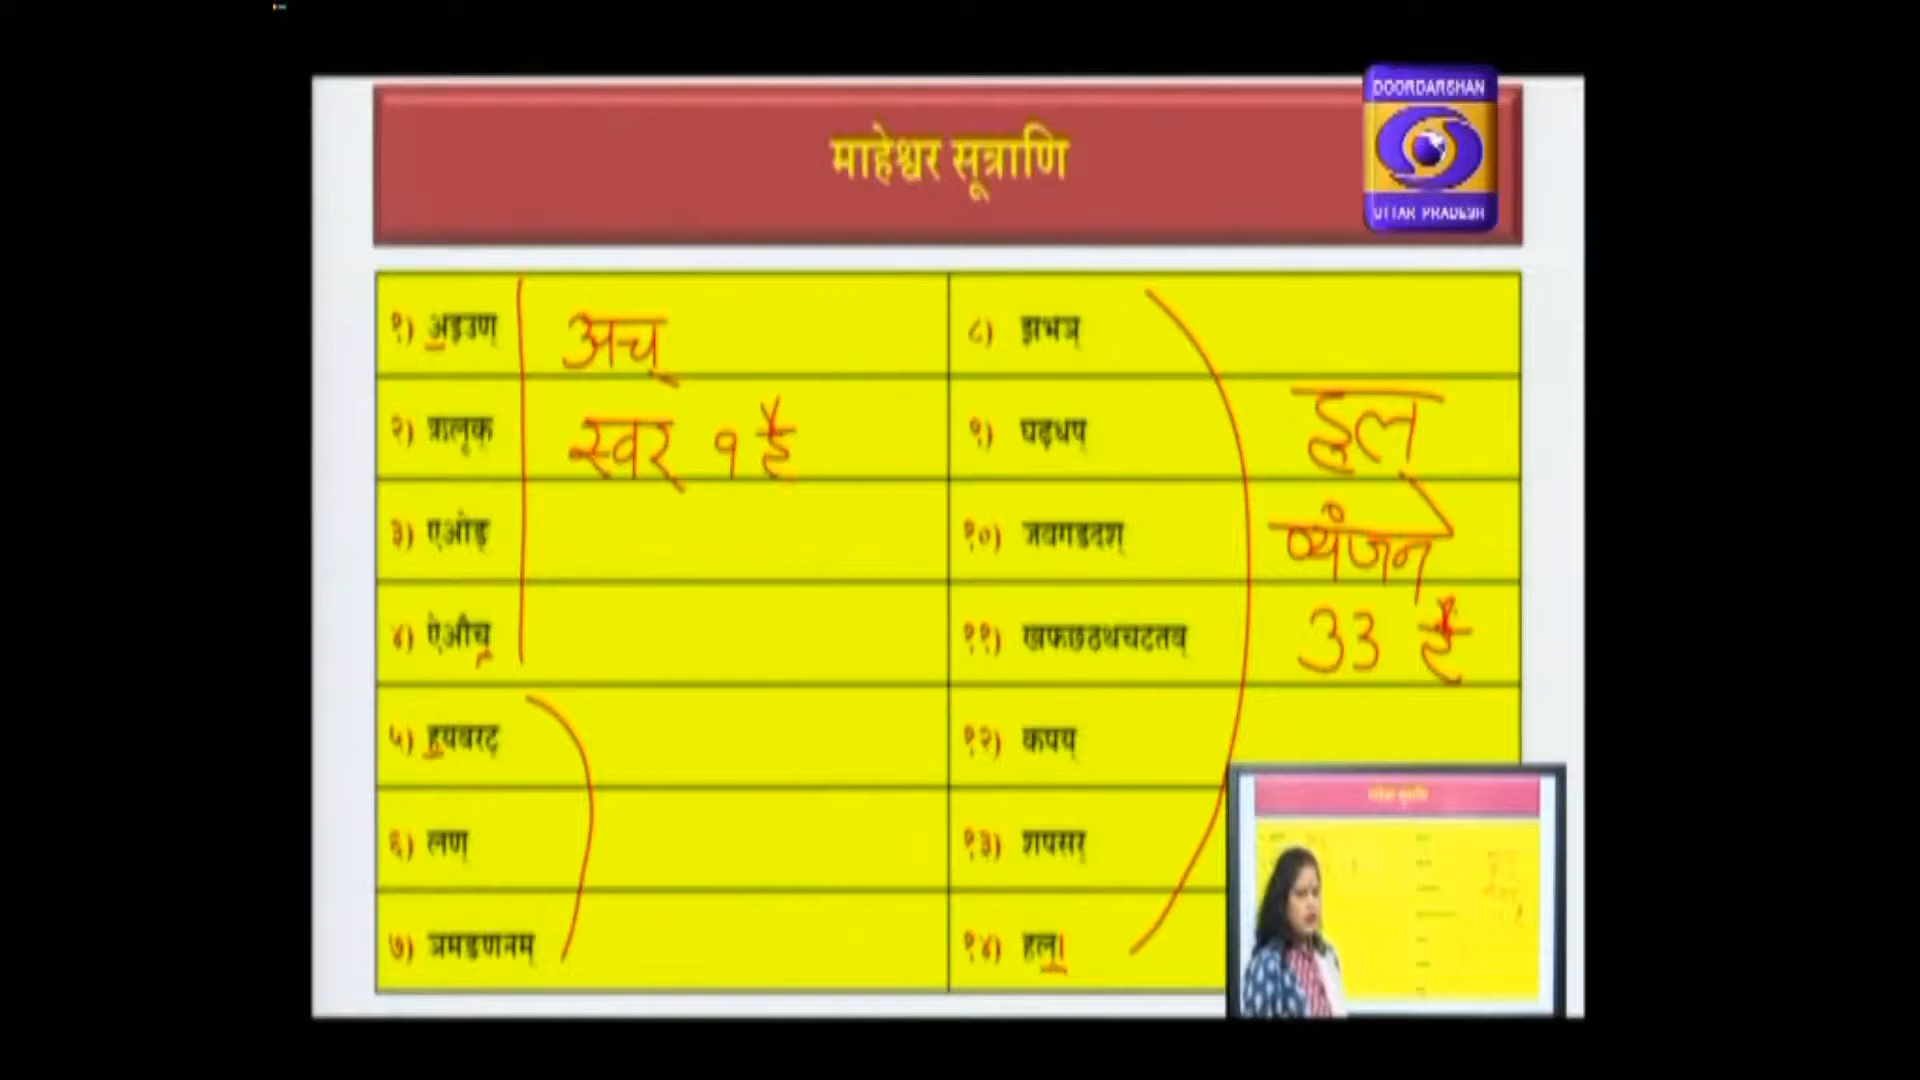 माहेश्वर सूत्राणि
DOORDARSHAN
UTTAR PRADESH
१) अइउण्
अच्
२) ऋलृक्
स्वर् ९ है
३) एओङ्
४) ऐऔच्
५) हयवरट्
६) लण्
७) ञमङणनम्
८) झभञ्
९) घढधष्
हल्
१०) जबगडदश्
व्यंजन
११) खफछठथचटतव्
33 है
१२) कपय्
१३) शषसर्
१४) हल्।